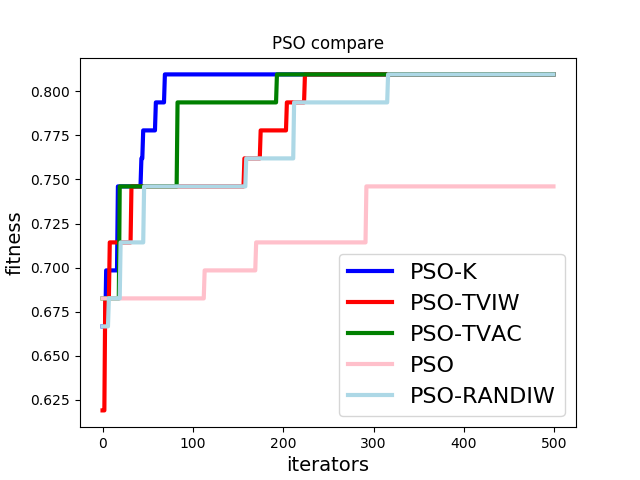 PSO compare
fitness
0.800
0.775
0.750
0.725
0.700
0.675
0.650
0.625
PSO-K
PSO-TVIW
PSO-TVAC
PSO
PSO-RANDIW
0 100 200 300 400 500
iterators